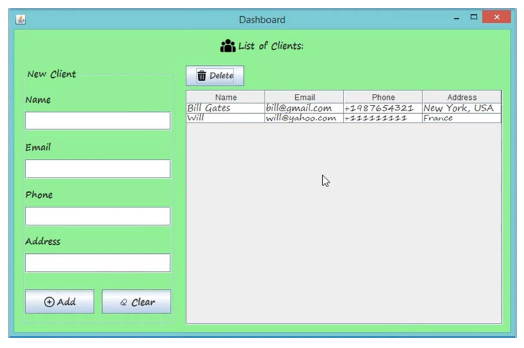 Dashboard
List of Clients:
New Client
Delete
Name Email Phone Address
Bill Gates bill@gmail.com +1987654321 New York, USA
Will will@yahoo.com +111111111 France
Name
Email
Phone
Address
Add Clear